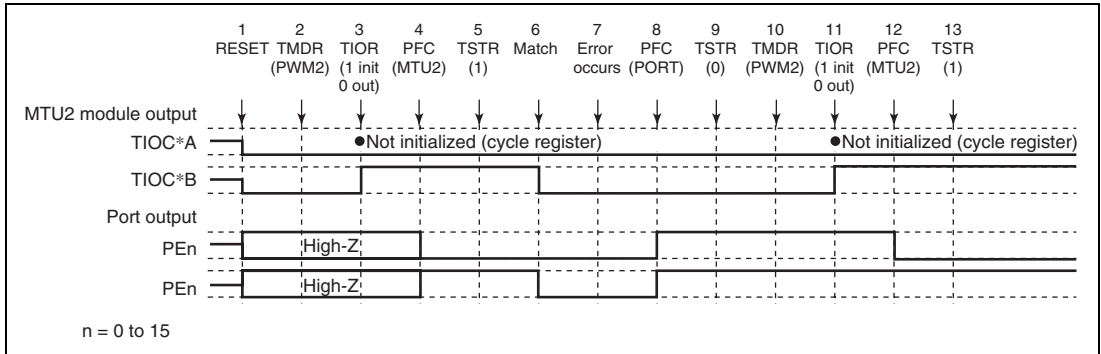 1 2 3 4 5 6 7 8 9 10 11 12 13
RESET TMDR TIOR PFC TSTR Match Error PFC TSTR TMDR TIOR PFC TSTR
(PWM2) (1 init (MTU2) (1) occurs (PORT) (0) (PWM2) (1 init (MTU2) (1)
0 out) 0 out)
MTU2 module output
TIOC*A ●Not initialized (cycle register) ●Not initialized (cycle register)
TIOC*B
Port output
PEn High-Z
PEn High-Z
n = 0 to 15